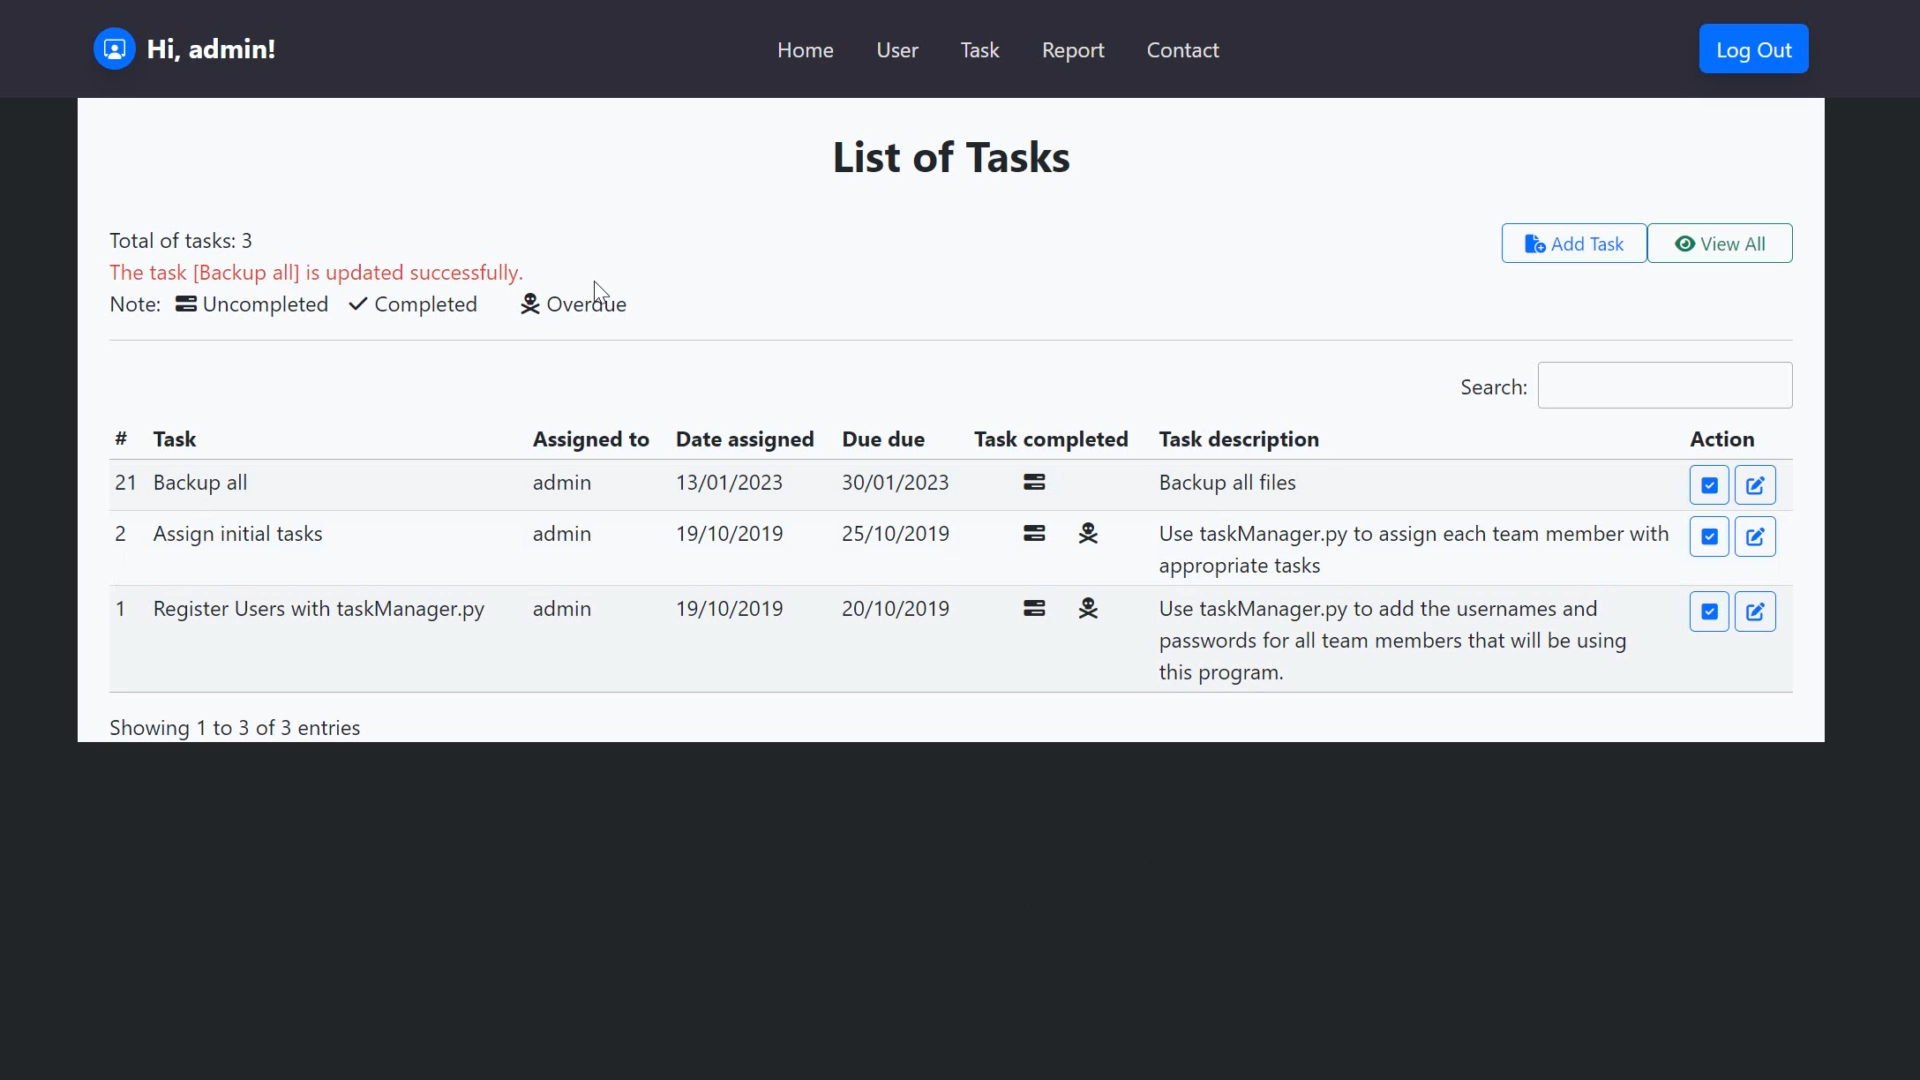 Hi, admin!
Home User Task Report Contact
Log Out
List of Tasks
Total of tasks: 3
Add Task View All
The task [Backup all] is updated successfully.
Note: Uncompleted Completed Overdue
Search:
# Task Assigned to Date assigned Due due Task completed Task description Action
21 Backup all admin 13/01/2023 30/01/2023 Backup all files
2 Assign initial tasks admin 19/10/2019 25/10/2019 Use taskManager.py to assign each team member with
appropriate tasks
1 Register Users with taskManager.py admin 19/10/2019 20/10/2019 Use taskManager.py to add the usernames and
passwords for all team members that will be using
this program.
Showing 1 to 3 of 3 entries